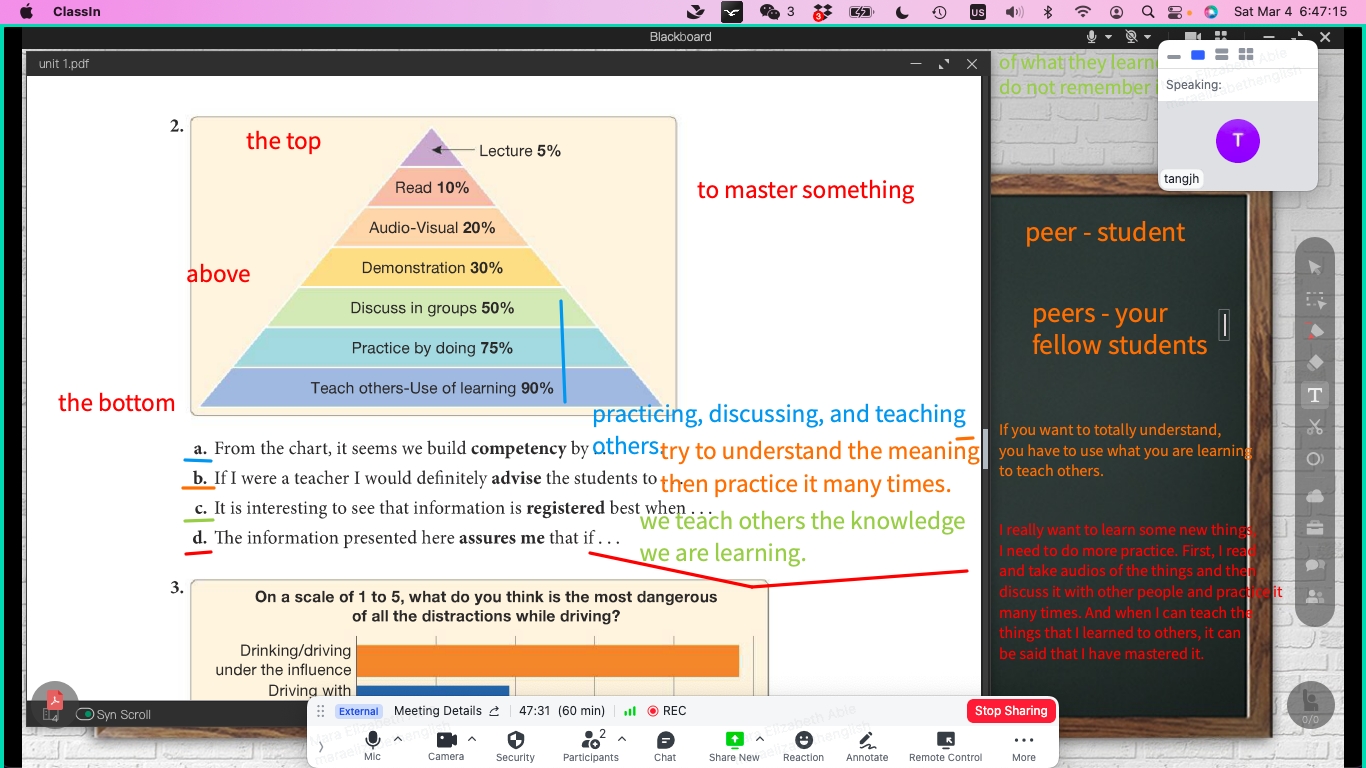 ClassIn
3
3
US
Sat Mar 4 6:47:15
Blackboard
unit 1.pdf
2.
the top
Lecture 5%
Read 10%
Audio-Visual 20%
Demonstration 30%
Discuss in groups 50%
Practice by doing 75%
Teach others-Use of learning 90%
above
the bottom
to master something
a. From the chart, it seems we build competency by ...
practicing, discussing, and teaching
others.
b. If I were a teacher I would definitely advise the students to ...
try to understand the meaning
then practice it many times.
c. It is interesting to see that information is registered best when ...
we teach others the knowledge
we are learning.
d. The information presented here assures me that if ...
3.
On a scale of 1 to 5, what do you think is the most dangerous
of all the distractions while driving?
Drinking/driving
under the influence
Driving with
of what they learn
do not remember
Speaking:
T
tangjh
peer - student
peers - your
fellow students
If you want to totally understand,
you have to use what you are learning
to teach others.
I really want to learn some new things,
I need to do more practice. First, I read
and take audios of the things and then
discuss it with other people and practice it
many times. And when I can teach the
things that I learned to others, it can
be said that I have mastered it.
T
0/0
4
Syn Scroll
External
Meeting Details
47:31 (60 min)
REC
Stop Sharing
Mic
Camera
Security
2
Participants
Chat
Share New
Reaction
Annotate
Remote Control
More